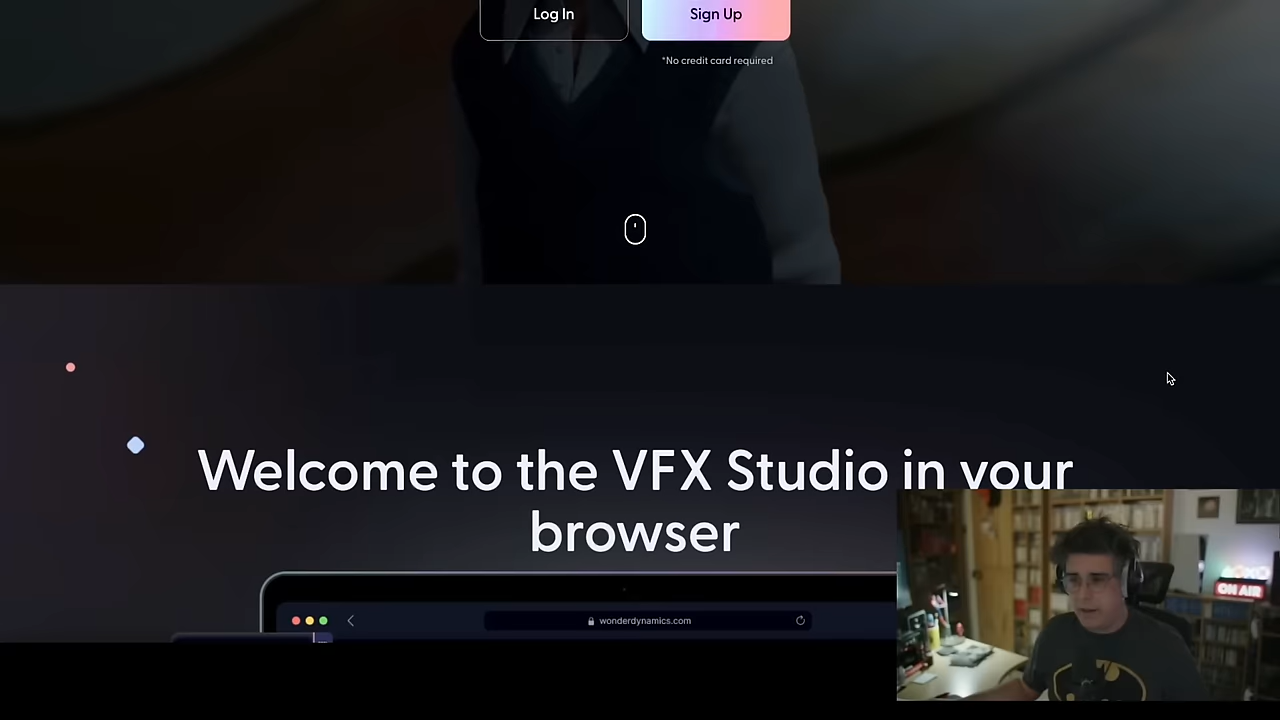 Log In
Sign Up
*No credit card required
Welcome to the VFX Studio in your
browser
wonderdynamics.com
ON AIR